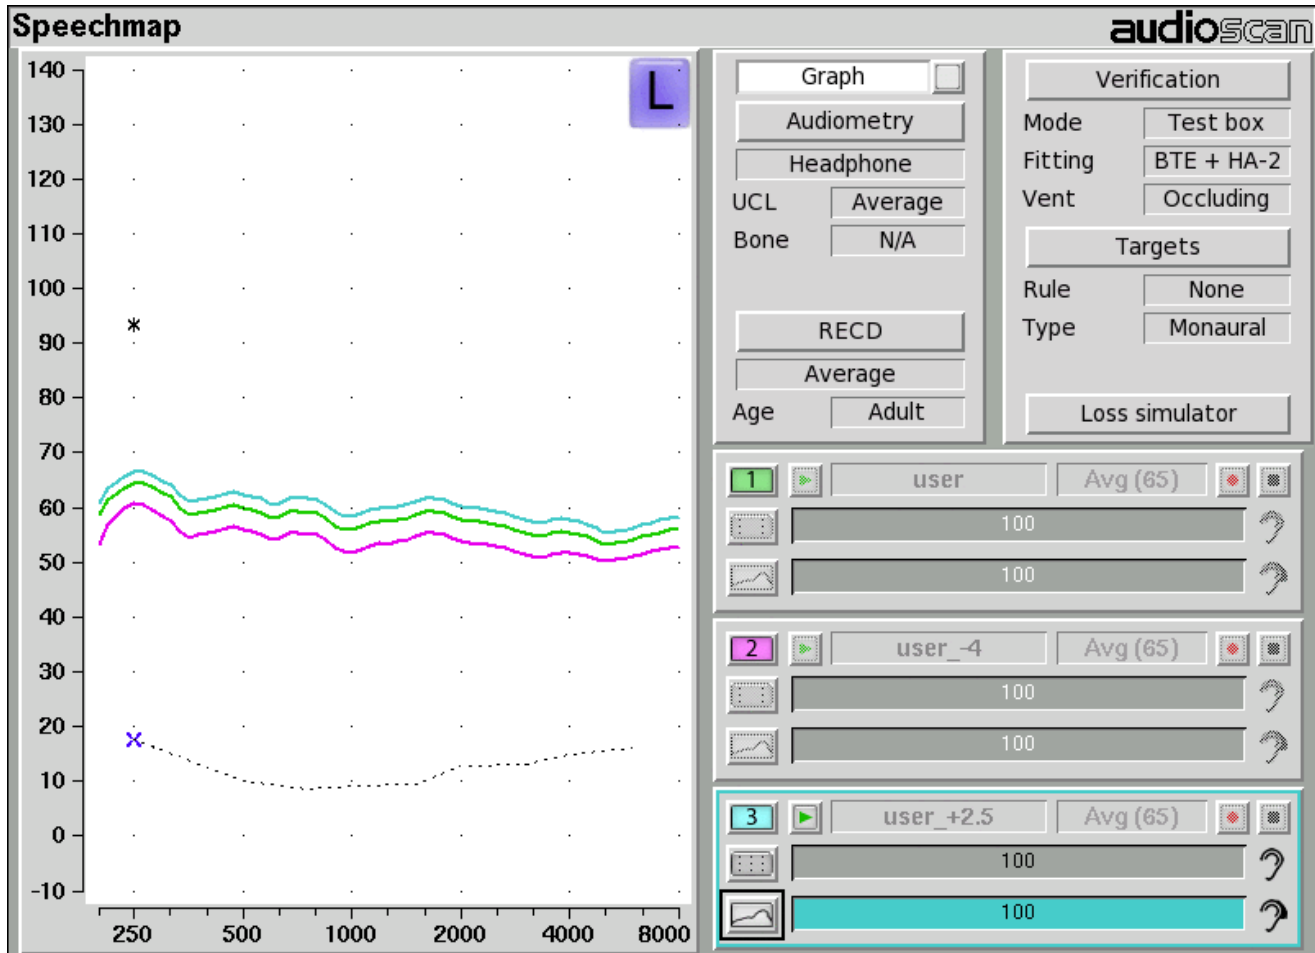 Speechmap
audioscan
140
130
120
110
100
90
80
70
60
50
40
30
20
10
0
-10
250 500 1000 2000 4000 8000
L
Graph
Audiometry
Headphone
UCL Average
Bone N/A
RECD
Average
Age Adult
Verification
Mode Test box
Fitting BTE + HA-2
Vent Occluding
Targets
Rule None
Type Monaural
Loss simulator
1 user Avg (65)
100
100
2 user_-4 Avg (65)
100
100
3 user_+2.5 Avg (65)
100
100